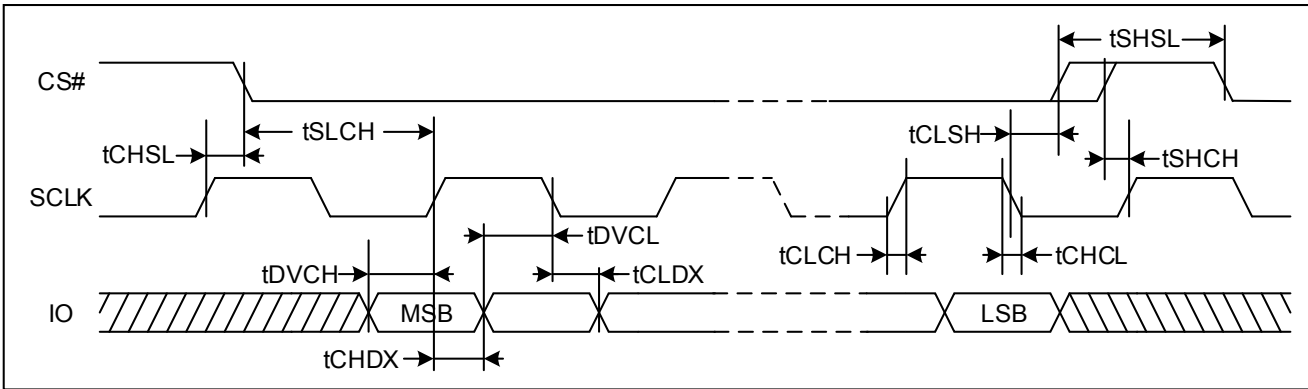 tSHSL
CS#
tSLCH
tCLSH
tCHSL
tSHCH
SCLK
tDVCL
tCLCH
tCHCL
tDVCH
tCLDX
IO
MSB
LSB
tCHDX